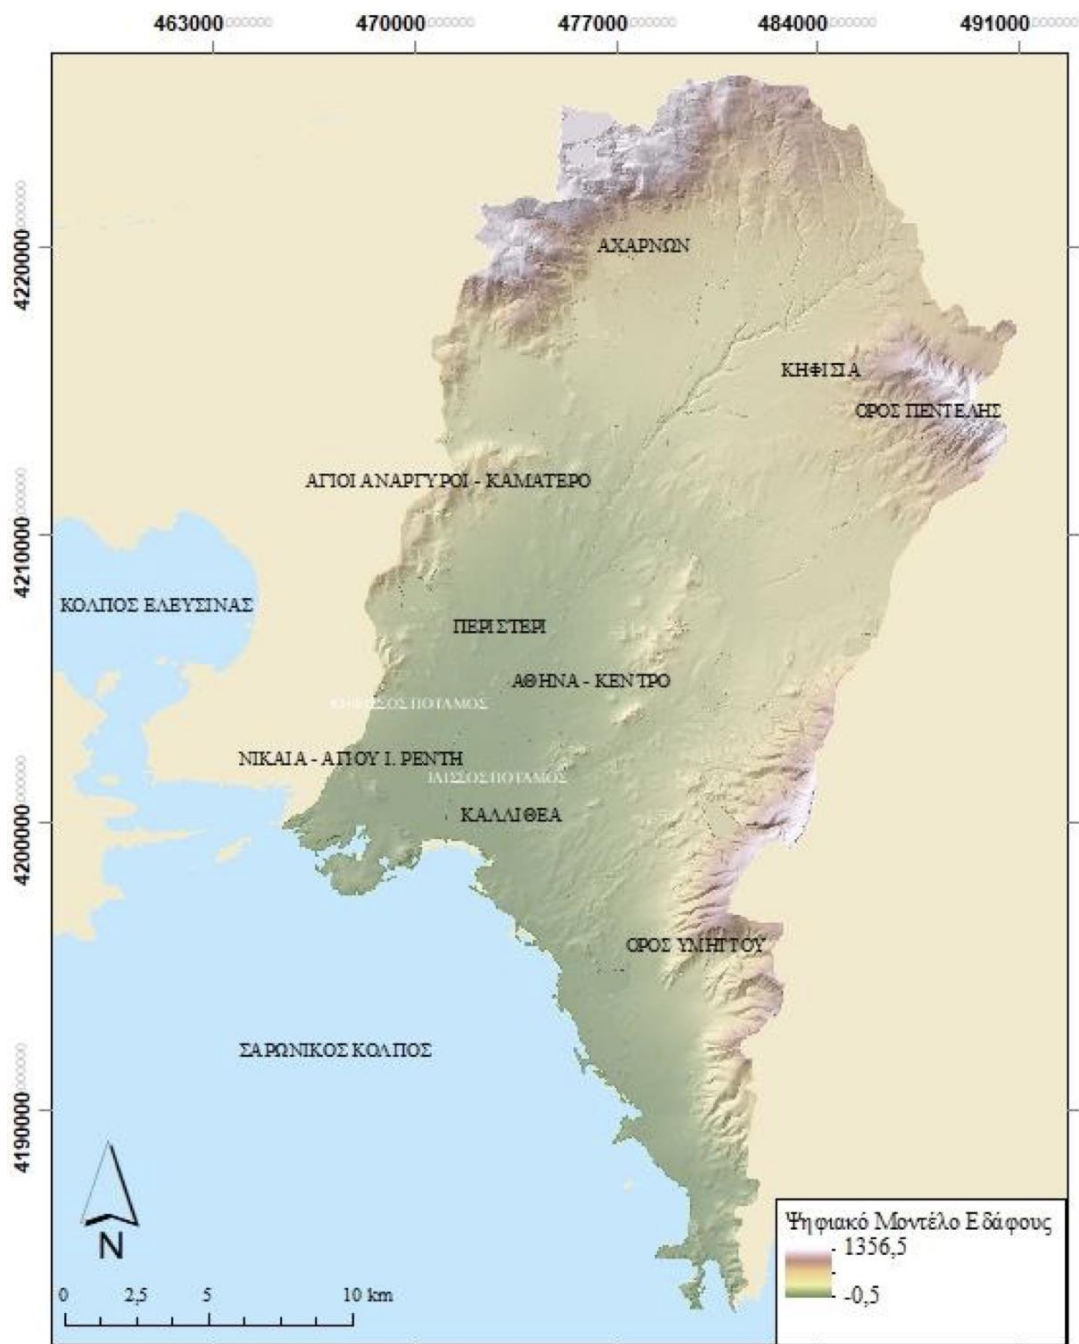 463000 470000 477000 484000 491000
4220000
4210000
4200000
4190000
ΑΧΑΡΝΩΝ
ΚΗΦΙΣΙΑ
ΟΡΟΣ ΠΕΝΤΕΛΗΣ
ΑΓΙΟΙ ΑΝΑΡΓΥΡΟΙ - ΚΑΜΑΤΕΡΟ
ΚΟΛΠΟΣ ΕΛΕΥΣΙΝΑΣ
ΠΕΡΙΣΤΕΡΙ
ΑΘΗΝΑ - ΚΕΝΤΡΟ
ΚΗΦΙΣΣΟΣ ΠΟΤΑΜΟΣ
ΝΙΚΑΙΑ - ΑΓΙΟΥ Ι. ΡΕΝΤΗ
ΙΛΙΣΣΟΣ ΠΟΤΑΜΟΣ
ΚΑΛΛΙΘΕΑ
ΟΡΟΣ ΥΜΗΤΤΟΥ
ΣΑΡΩΝΙΚΟΣ ΚΟΛΠΟΣ
N
0 2,5 5 10 km
Ψηφιακό Μοντέλο Εδάφους
1356,5
-0,5